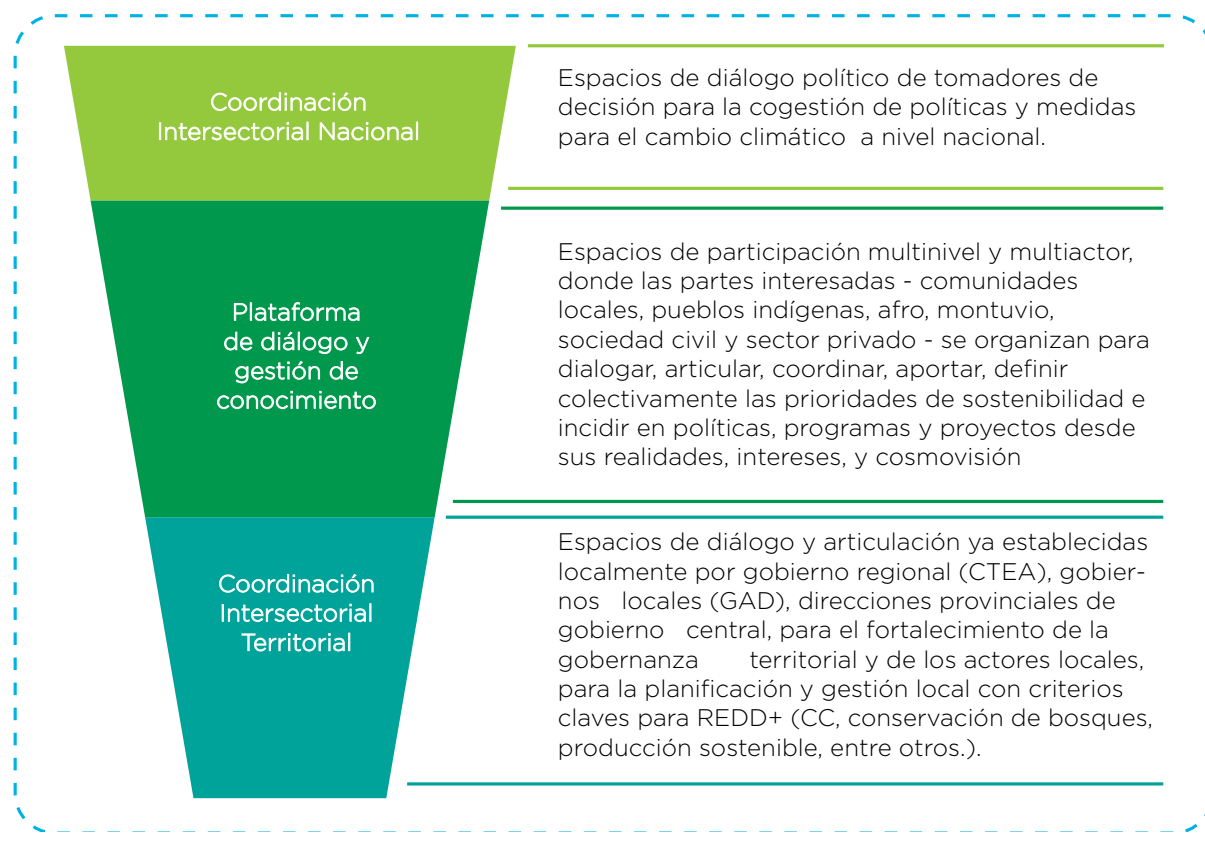 Coordinación
Intersectorial Nacional
Espacios de diálogo político de tomadores de
decisión para la cogestión de políticas y medidas
para el cambio climático  a nivel nacional.
Plataforma
de diálogo y
gestión de
conocimiento
Espacios de participación multinivel y multiactor,
donde las partes interesadas - comunidades
locales, pueblos indígenas, afro, montuvio,
sociedad civil y sector privado - se organizan para
dialogar, articular, coordinar, aportar, definir
colectivamente las prioridades de sostenibilidad e
incidir en políticas, programas y proyectos desde
sus realidades, intereses, y cosmovisión
Coordinación
Intersectorial
Territorial
Espacios de diálogo y articulación ya establecidas
localmente por gobierno regional (CTEA), gobier-
nos   locales (GAD), direcciones provinciales de
gobierno   central, para el fortalecimiento de la
gobernanza      territorial y de los actores locales,
para la planificación y gestión local con criterios
claves para REDD+ (CC, conservación de bosques,
producción sostenible, entre otros.).